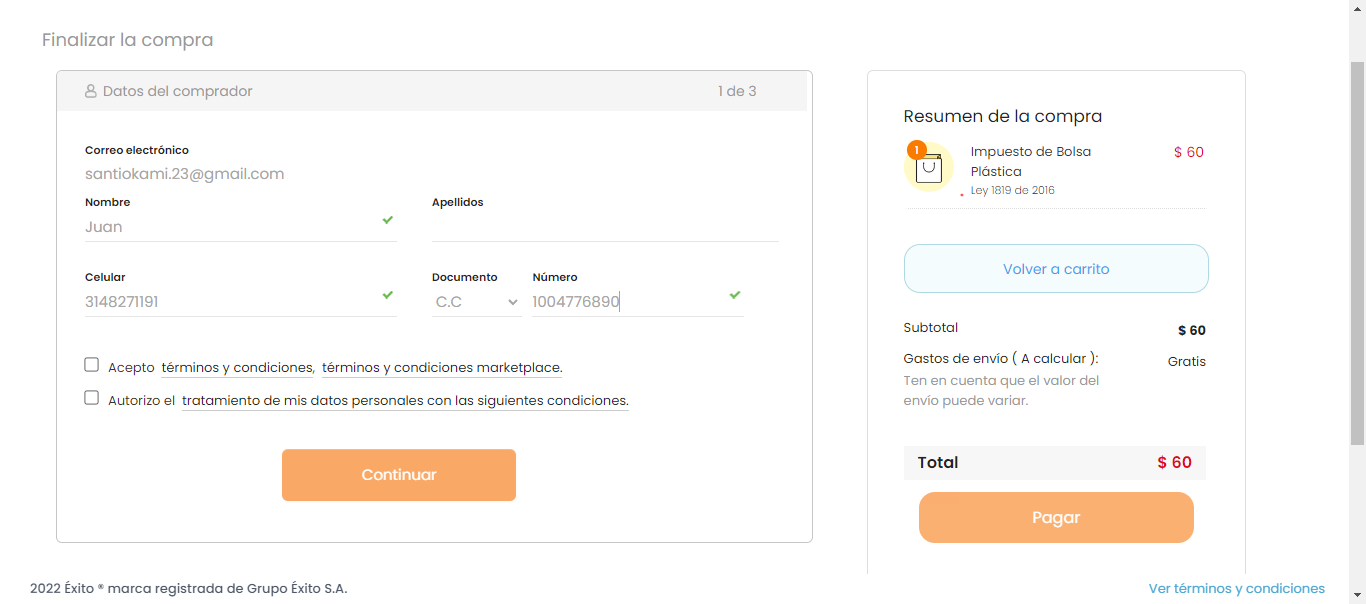 Finalizar la compra
Datos del comprador 1 de 3
Correo electrónico
santiokami.23@gmail.com
Nombre Apellidos
Juan
Celular Documento Número
3148271191 C.C 1004776890
Acepto términos y condiciones, términos y condiciones marketplace.
Autorizo el tratamiento de mis datos personales con las siguientes condiciones.
Continuar
Resumen de la compra
1 Impuesto de Bolsa $ 60
Plástica
Ley 1819 de 2016
Volver a carrito
Subtotal $ 60
Gastos de envío ( A calcular ): Gratis
Ten en cuenta que el valor del
envío puede variar.
Total $ 60
Pagar
2022 Éxito ® marca registrada de Grupo Éxito S.A. Ver términos y condiciones